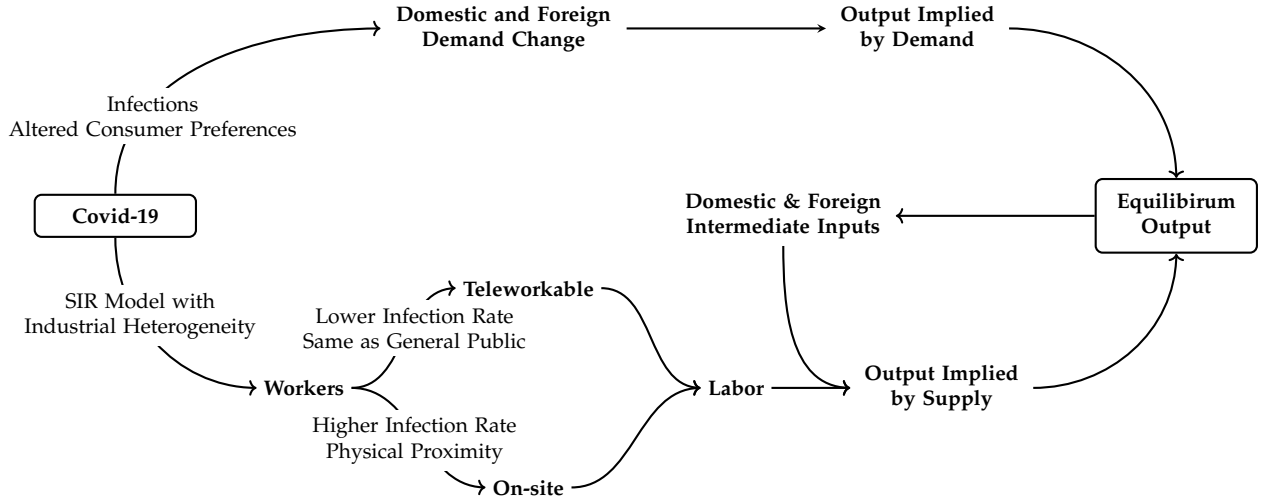 Domestic and Foreign
Demand Change
Output Implied
by Demand
Infections
Altered Consumer Preferences
Covid-19
Domestic & Foreign
Intermediate Inputs
Equilibirum
Output
SIR Model with
Industrial Heterogeneity
Teleworkable
Lower Infection Rate
Same as General Public
Workers
Labor
Output Implied
by Supply
Higher Infection Rate
Physical Proximity
On-site